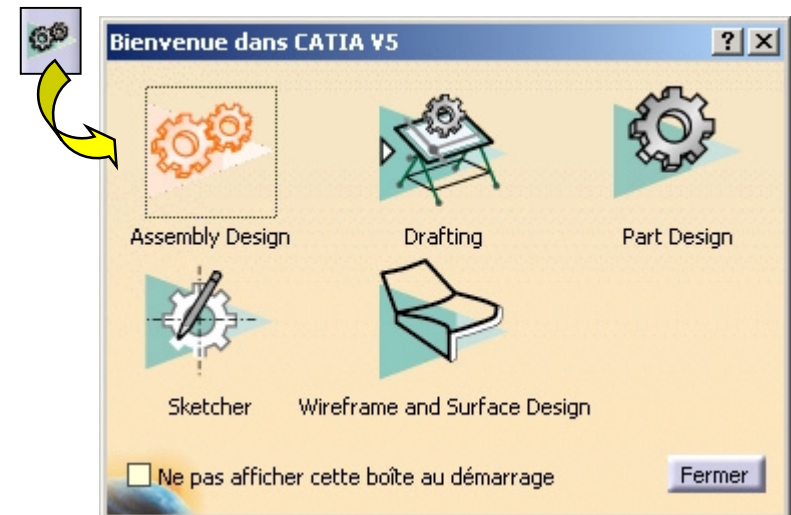 Bienvenue dans CATIA V5
Assembly Design
Drafting
Part Design
Sketcher
Wireframe and Surface Design
Ne pas afficher cette boîte au démarrage
Fermer